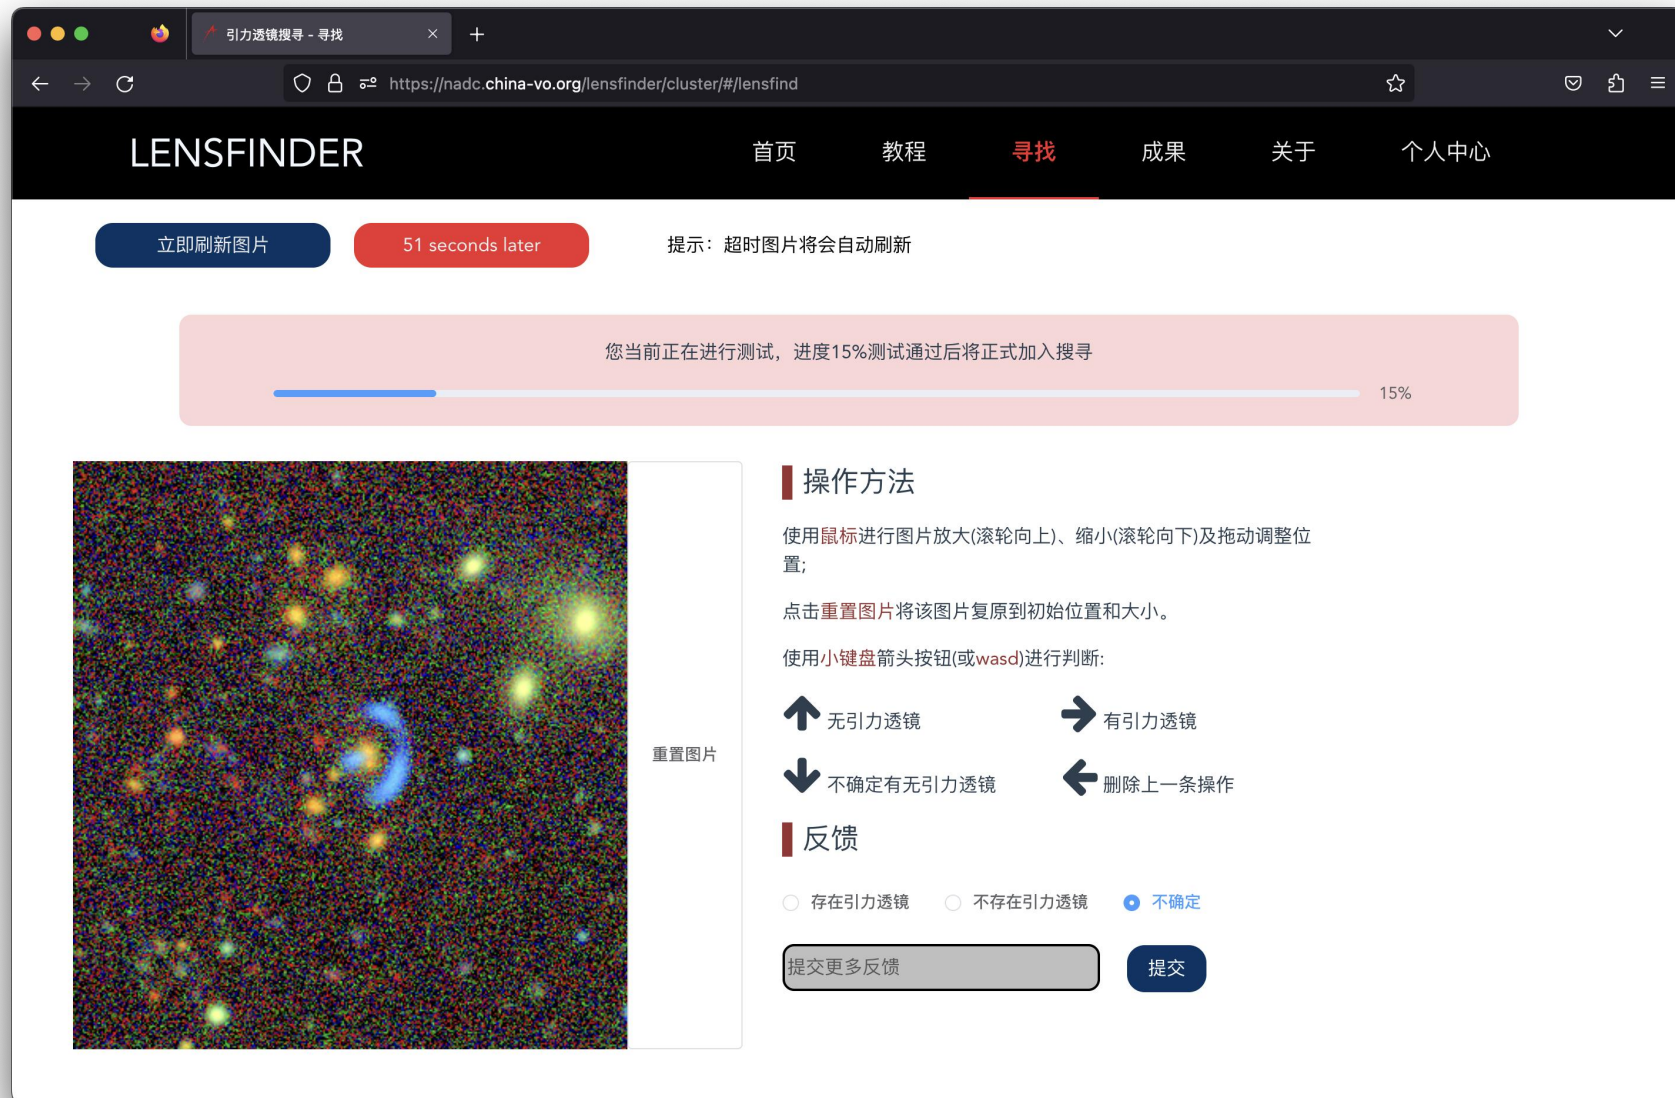 引力透镜搜寻 - 寻找
https://nadc.china-vo.org/lensfinder/cluster/#/lensfind
LENSFINDER
首页 教程 寻找 成果 关于 个人中心
立即刷新图片 51 seconds later 提示：超时图片将会自动刷新
您当前正在进行测试，进度15%测试通过后将正式加入搜寻
15%
重置图片
操作方法
使用鼠标进行图片放大(滚轮向上)、缩小(滚轮向下)及拖动调整位
置;
点击重置图片将该图片复原到初始位置和大小。
使用小键盘箭头按钮(或wasd)进行判断:
无引力透镜 有引力透镜
不确定有无引力透镜 删除上一条操作
反馈
存在引力透镜 不存在引力透镜 不确定
提交更多反馈 提交